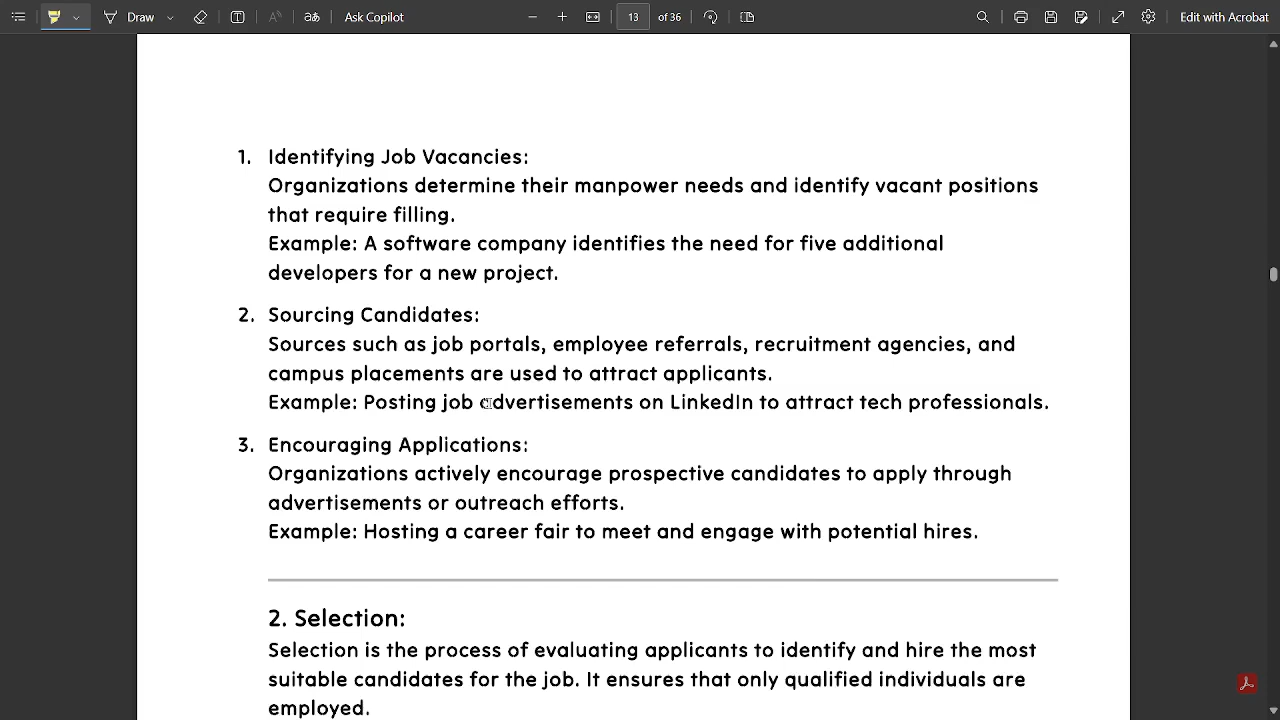 Draw
Ask Copilot
13 of 36
Edit with Acrobat
1. Identifying Job Vacancies:
Organizations determine their manpower needs and identify vacant positions
that require filling.
Example: A software company identifies the need for five additional
developers for a new project.
2. Sourcing Candidates:
Sources such as job portals, employee referrals, recruitment agencies, and
campus placements are used to attract applicants.
Example: Posting job advertisements on LinkedIn to attract tech professionals.
3. Encouraging Applications:
Organizations actively encourage prospective candidates to apply through
advertisements or outreach efforts.
Example: Hosting a career fair to meet and engage with potential hires.
2. Selection:
Selection is the process of evaluating applicants to identify and hire the most
suitable candidates for the job. It ensures that only qualified individuals are
employed.